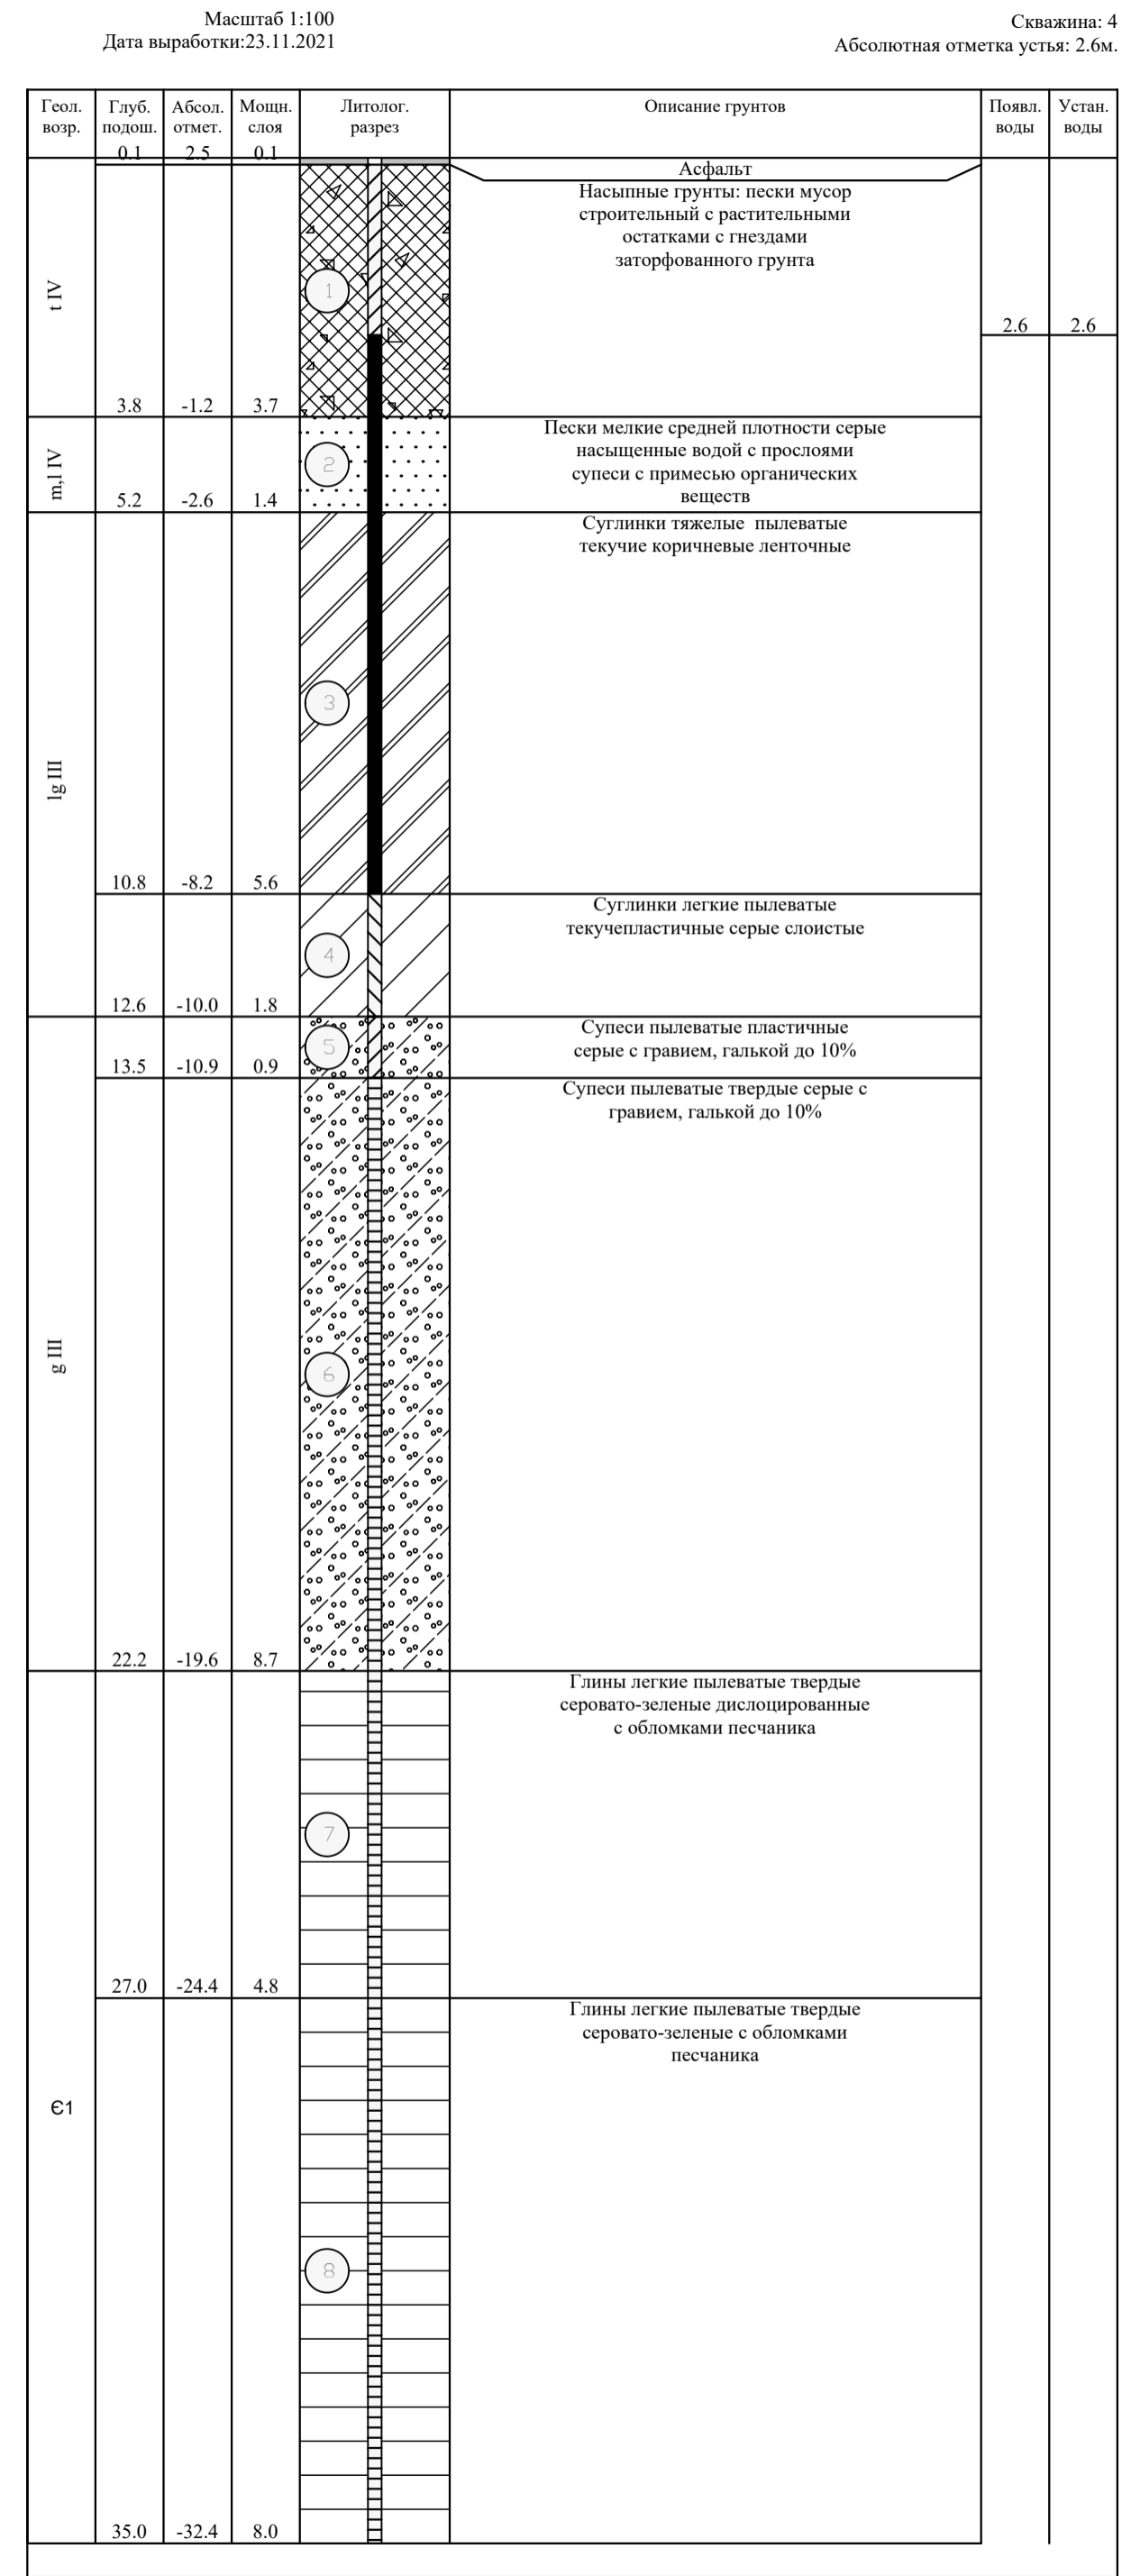 Масштаб 1:100
Дата выработки:23.11.2021
Скважина: 4
Абсолютная отметка устья: 2.6м.
Геол. возр.
Глуб. подош.
Абсол. отмет.
Мощн. слоя
Литолог. разрез
Описание грунтов
Появл. воды
Устан. воды
0.1 2.5 0.1
Асфальт
Насыпные грунты: пески мусор
строительный с растительными
остатками с гнездами
заторфованного грунта
t IV
1
2.6 2.6
3.8 -1.2 3.7
Пески мелкие средней плотности серые
насыщенные водой с прослоями
супеси с примесью органических
веществ
m,l IV
2
5.2 -2.6 1.4
Суглинки тяжелые пылеватые
текучие коричневые ленточные
3
lg III
10.8 -8.2 5.6
Суглинки легкие пылеватые
текучепластичные серые слоистые
4
12.6 -10.0 1.8
Супеси пылеватые пластичные
серые с гравием, галькой до 10%
5
13.5 -10.9 0.9
Супеси пылеватые твердые серые с
гравием, галькой до 10%
g III
6
22.2 -19.6 8.7
Глины легкие пылеватые твердые
серовато-зеленые дислоцированные
с обломками песчаника
7
27.0 -24.4 4.8
Глины легкие пылеватые твердые
серовато-зеленые с обломками
песчаника
Є1
8
35.0 -32.4 8.0